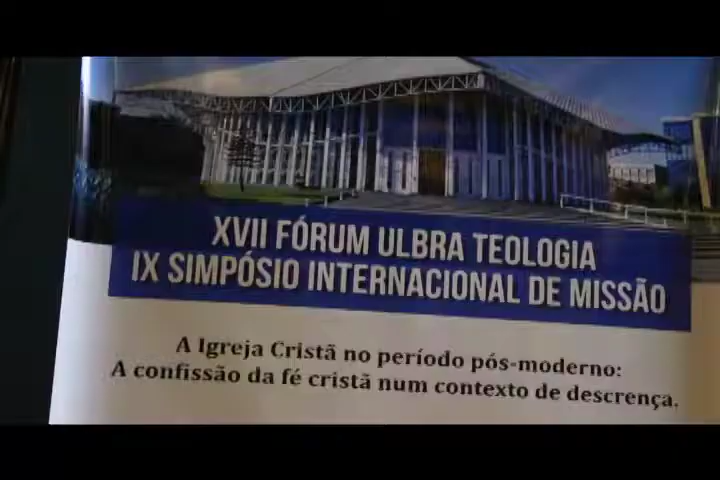 XVII FÓRUM ULBRA TEOLOGIA
IX SIMPÓSIO INTERNACIONAL DE MISSÃO
A Igreja Cristã no período pós-moderno:
A confissão da fé cristã num contexto de descrença.